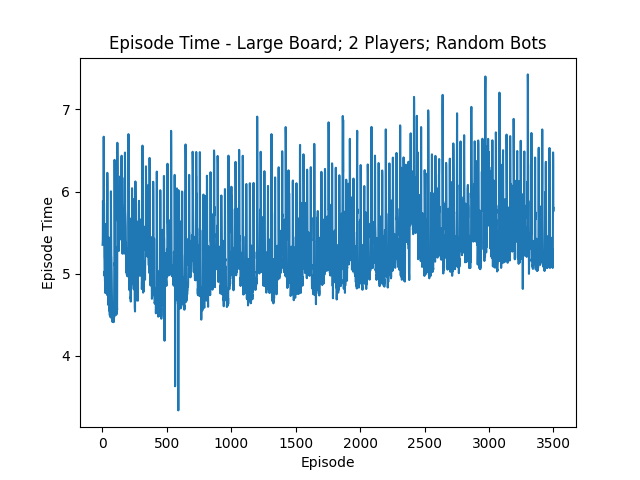 Episode Time - Large Board; 2 Players; Random Bots
7
6
5
4
Episode Time
0 500 1000 1500 2000 2500 3000 3500
Episode